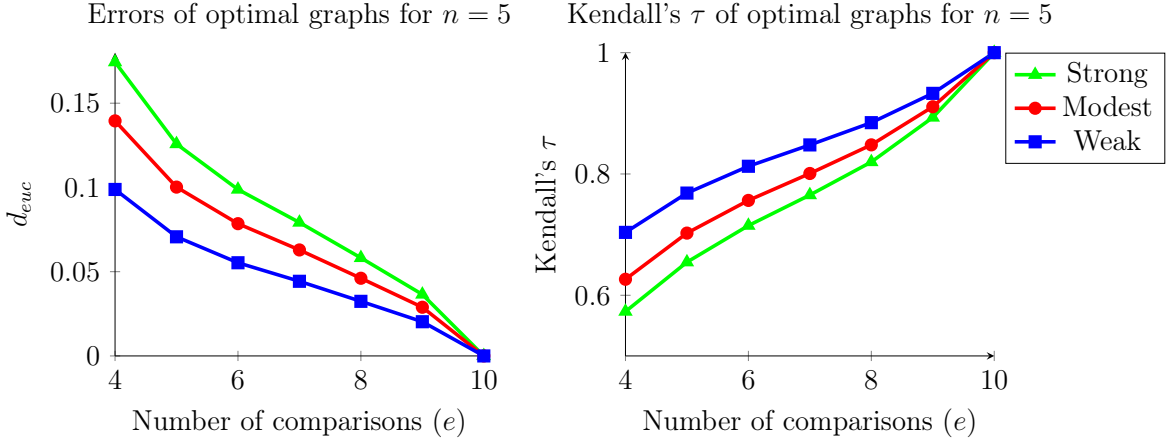 Errors of optimal graphs for n = 5
0.15
0.1
0.05
0
d_euc
4 6 8 10
Number of comparisons (e)
Kendall's τ of optimal graphs for n = 5
1
0.8
0.6
Kendall's τ
4 6 8 10
Number of comparisons (e)
Strong
Modest
Weak